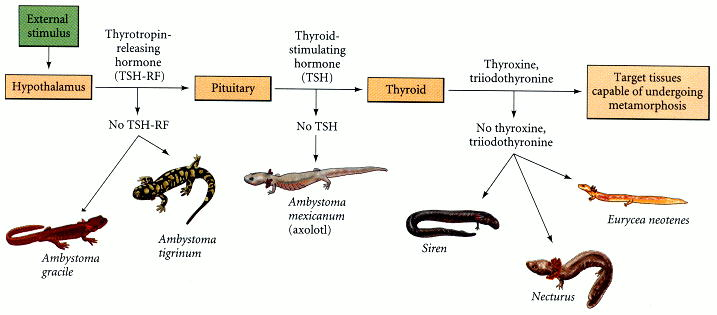 External
stimulus
Hypothalamus
Thyrotropin-
releasing
hormone
(TSH-RF)
Pituitary
Thyroid-
stimulating
hormone
(TSH)
Thyroid
Thyroxine,
triiodothyronine
Target tissues
capable of undergoing
metamorphosis
No TSH-RF
No TSH
No thyroxine,
triiodothyronine
Ambystoma
gracile
Ambystoma
tigrinum
Ambystoma
mexicanum
(axolotl)
Siren
Necturus
Eurycea neotenes